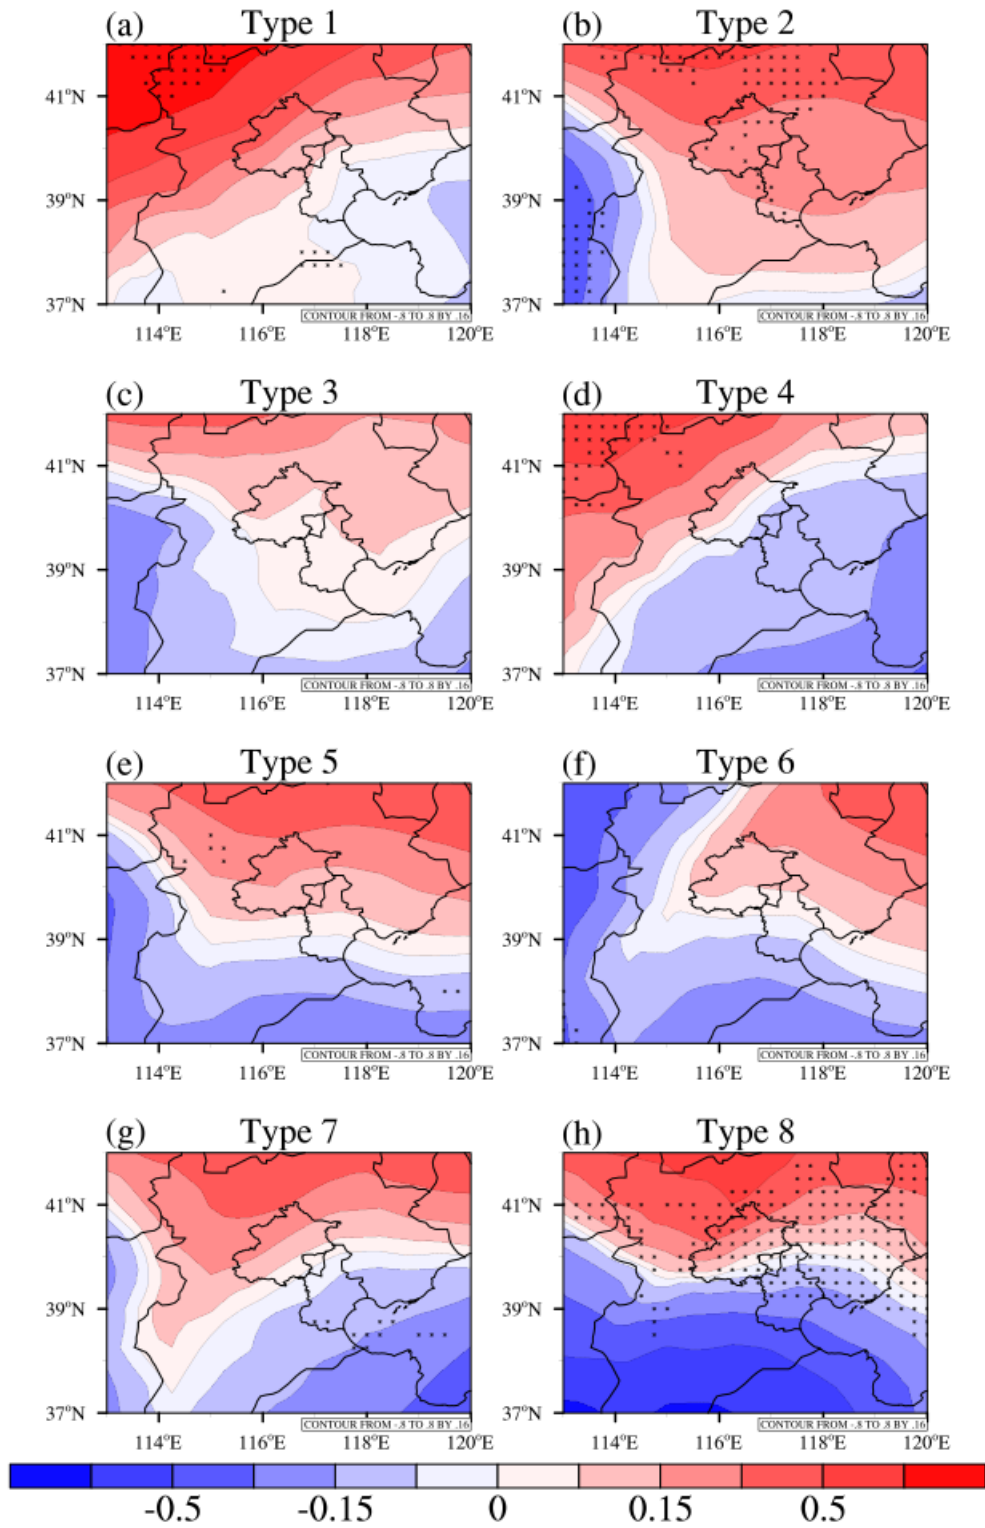 (a) Type 1 (b) Type 2
41°N 41°N
39°N 39°N
37°N 37°N
CONTOUR FROM -.8 TO .8 BY .16 CONTOUR FROM -.8 TO .8 BY .16
114°E 116°E 118°E 120°E 114°E 116°E 118°E 120°E
(c) Type 3 (d) Type 4
41°N 41°N
39°N 39°N
37°N 37°N
CONTOUR FROM -.8 TO .8 BY .16 CONTOUR FROM -.8 TO .8 BY .16
114°E 116°E 118°E 120°E 114°E 116°E 118°E 120°E
(e) Type 5 (f) Type 6
41°N 41°N
39°N 39°N
37°N 37°N
CONTOUR FROM -.8 TO .8 BY .16 CONTOUR FROM -.8 TO .8 BY .16
114°E 116°E 118°E 120°E 114°E 116°E 118°E 120°E
(g) Type 7 (h) Type 8
41°N 41°N
39°N 39°N
37°N 37°N
CONTOUR FROM -.8 TO .8 BY .16 CONTOUR FROM -.8 TO .8 BY .16
114°E 116°E 118°E 120°E 114°E 116°E 118°E 120°E
-0.5 -0.15 0 0.15 0.5